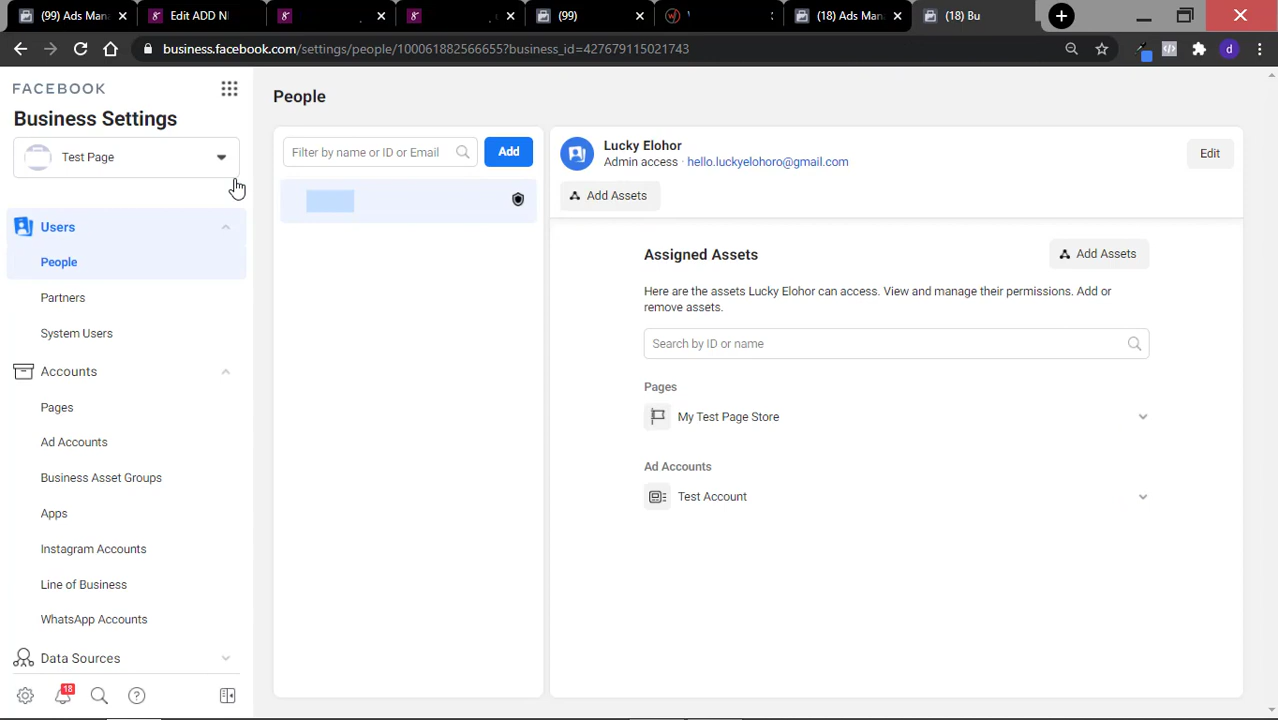 (99) Ads Mana
Edit ADD NE
(99)
(18) Ads Mana
(18) Bu
business.facebook.com/settings/people/100061882566655?business_id=427679115021743
d
FACEBOOK
Business Settings
Test Page
Users
People
Partners
System Users
Accounts
Pages
Ad Accounts
Business Asset Groups
Apps
Instagram Accounts
Line of Business
WhatsApp Accounts
Data Sources
18
People
Filter by name or ID or Email
Add
Lucky Elohor
Admin access · hello.luckyelohoro@gmail.com
Edit
Add Assets
Assigned Assets
Add Assets
Here are the assets Lucky Elohor can access. View and manage their permissions. Add or
remove assets.
Search by ID or name
Pages
My Test Page Store
Ad Accounts
Test Account